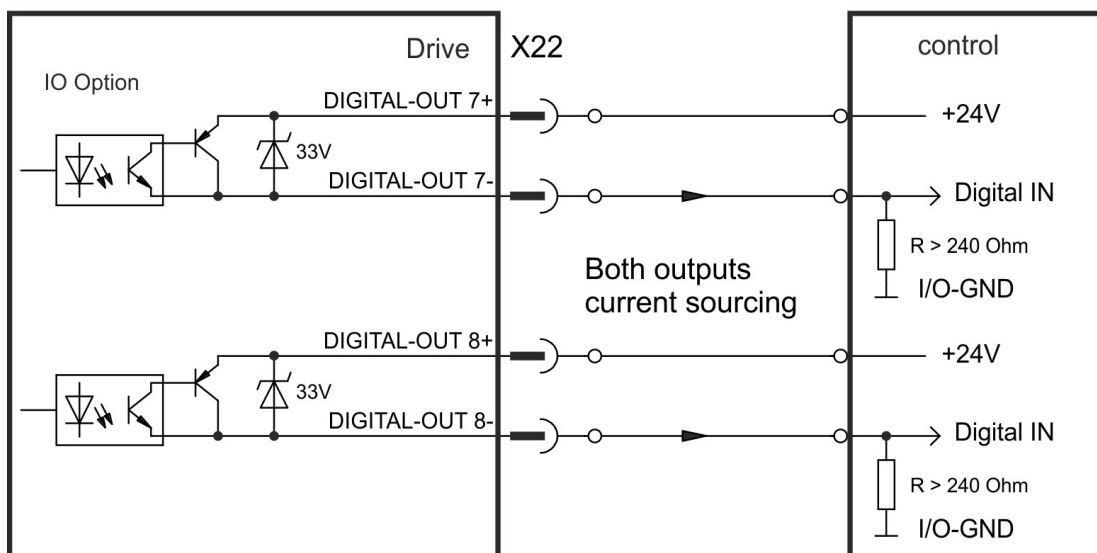 Drive
X22
control
IO Option
DIGITAL-OUT 7+
+24V
33V
DIGITAL-OUT 7-
Digital IN
R > 240 Ohm
Both outputs
current sourcing
I/O-GND
DIGITAL-OUT 8+
+24V
33V
DIGITAL-OUT 8-
Digital IN
R > 240 Ohm
I/O-GND